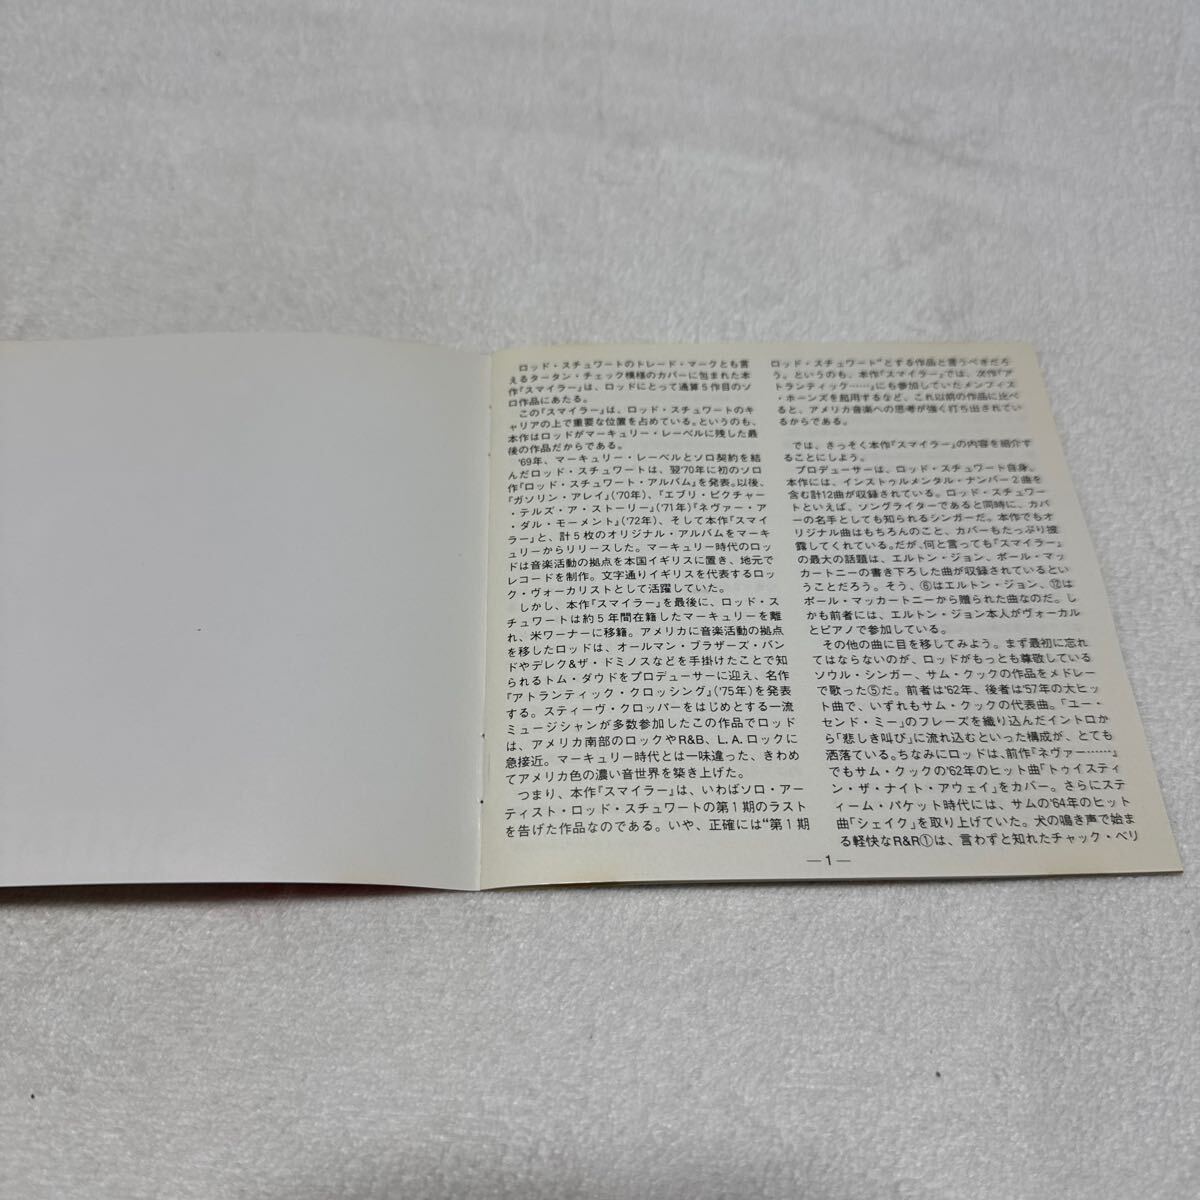 ロッド・スチュワートのトレード・マークとも言
えるタータン・チェック模様のカバーに包まれた本
作『スマイラー』は、ロッドにとって通算5作目のソ
ロ作品にあたる。
この『スマイラー』は、ロッド・スチュワートのキ
ャリアの上で重要な位置を占めている。というのも、
本作はロッドがマーキュリー・レーベルに残した最
後の作品だからである。
'69年、マーキュリー・レーベルとソロ契約を結
んだロッド・スチュワートは、翌'70年に初のソロ
作『ロッド・スチュワート・アルバム』を発表。以後、
『ガソリン・アレイ』('70年)、『エブリ・ピクチャー
・テルズ・ア・ストーリー』('71年)『ネヴァー・ア
・ダル・モーメント』('72年)、そして本作『スマイ
ラー』と、計5枚のオリジナル・アルバムをマーキ
ュリーからリリースした。マーキュリー時代のロッ
ドは音楽活動の拠点を本国イギリスに置き、地元で
レコードを制作。文字通りイギリスを代表するロッ
ク・ヴォーカリストとして活躍していた。
しかし、本作『スマイラー』を最後に、ロッド・ス
チュワートは約5年間在籍したマーキュリーを離
れ、米ワーナーに移籍。アメリカに音楽活動の拠点
を移したロッドは、オールマン・ブラザーズ・バン
ドやデレク&ザ・ドミノスなどを手掛けたことで知
られるトム・ダウドをプロデューサーに迎え、名作
『アトランティック・クロッシング』('75年)を発表
する。スティーヴ・クロッパーをはじめとする一流
ミュージシャンが多数参加したこの作品でロッド
は、アメリカ南部のロックやR&B、L.A.ロックに
急接近。マーキュリー時代とは一味違った、きわめ
てアメリカ色の濃い音世界を築き上げた。
つまり、本作『スマイラー』は、いわばソロ・アー
ティスト・ロッド・スチュワートの第1期のラスト
を告げた作品なのである。いや、正確には“第1期
ロッド・スチュワート”とする作品と言うべきだろ
う。というのも、本作『スマイラー』では、次作『ア
トランティック……』にも参加していたメンフィス
・ホーンズを起用するなど、これ以前の作品に比べ
ると、アメリカ音楽への思考が強く打ち出されてい
るからである。
では、さっそく本作『スマイラー』の内容を紹介す
ることにしよう。
プロデューサーは、ロッド・スチュワート自身。
本作には、インストゥルメンタル・ナンバー2曲を
含む計12曲が収録されている。ロッド・スチュワー
トといえば、ソングライターであると同時に、カバ
ーの名手としても知られるシンガーだ。本作でもオ
リジナル曲はもちろんのこと、カバーもたっぷり披
露してくれている。だが、何と言っても『スマイラー』
の最大の話題は、エルトン・ジョン、ポール・マッ
カートニーの書き下ろした曲が収録されているとい
うことだろう。そう、⑥はエルトン・ジョン、⑫は
ポール・マッカートニーから贈られた曲なのだ。し
かも前者には、エルトン・ジョン本人がヴォーカル
とピアノで参加している。
その他の曲に目を移してみよう。まず最初に忘れ
てはならないのが、ロッドがもっとも尊敬している
ソウル・シンガー、サム・クックの作品をメドレー
で歌った⑤だ。前者は'62年、後者は'57年の大ヒッ
ト曲で、いずれもサム・クックの代表曲。「ユー・
センド・ミー」のフレーズを織り込んだイントロか
ら「悲しき叫び」に流れ込むといった構成が、とても
洒落ている。ちなみにロッドは、前作『ネヴァー……』
でもサム・クックの'62年のヒット曲「トゥイスティ
ン・ザ・ナイト・アウェイ」をカバー。さらにステ
ィーム・パケット時代には、サムの'64年のヒット
曲「シェイク」を取り上げていた。犬の鳴き声で始ま
る軽快なR&R①は、言わずと知れたチャック・ベリ
—1—